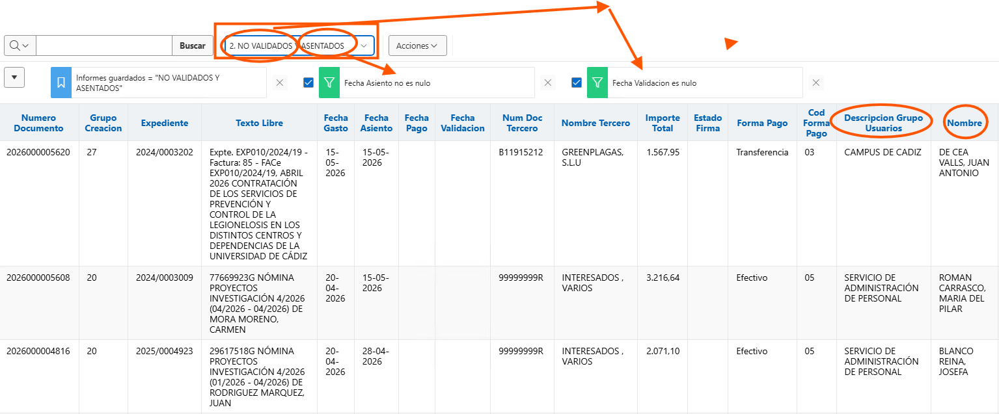 Buscar
2. NO VALIDADOS Y ASENTADOS
Acciones
Informes guardados = "NO VALIDADOS Y
ASENTADOS"
Fecha Asiento no es nulo
Fecha Validacion es nulo
Numero
Documento
Grupo
Creacion
Expediente
Texto Libre
Fecha
Gasto
Fecha
Asiento
Fecha
Pago
Fecha
Validacion
Num Doc
Tercero
Nombre Tercero
Importe
Total
Estado
Firma
Forma Pago
Cod
Forma
Pago
Descripcion Grupo
Usuarios
Nombre
2026000005620
27
2024/0003202
Expte. EXP010/2024/19 -
Factura: 85 - FACe
EXP010/2024/19, ABRIL
2026 CONTRATACIÓN
DE LOS SERVICIOS DE
PREVENCIÓN Y
CONTROL DE LA
LEGIONELOSIS EN LOS
DISTINTOS CENTROS Y
DEPENDENCIAS DE LA
UNIVERSIDAD DE CÁDIZ
15-
05-
2026
15-05-
2026
B11915212
GREENPLAGAS,
S.L.U
1.567,95
Transferencia
03
CAMPUS DE CADIZ
DE CEA
VALLS, JUAN
ANTONIO
2026000005608
20
2024/0003009
77669923G NÓMINA
PROYECTOS
INVESTIGACIÓN 4/2026
(04/2026 - 04/2026) DE
MORA MORENO,
CARMEN
20-
04-
2026
15-05-
2026
99999999R
INTERESADOS ,
VARIOS
3.216,64
Efectivo
05
SERVICIO DE
ADMINISTRACIÓN
DE PERSONAL
ROMAN
CARRASCO,
MARIA DEL
PILAR
2026000004816
20
2025/0004923
29617518G NÓMINA
PROYECTOS
INVESTIGACIÓN 4/2026
(01/2026 - 04/2026) DE
RODRIGUEZ MARQUEZ,
JUAN
20-
04-
2026
28-04-
2026
99999999R
INTERESADOS ,
VARIOS
2.071,10
Efectivo
05
SERVICIO DE
ADMINISTRACIÓN
DE PERSONAL
BLANCO
REINA,
JOSEFA